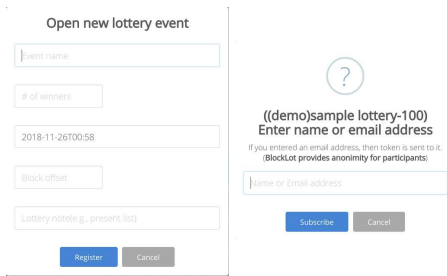 Open new lottery event
Event name
# of winners
2018-11-26T00:58
Block offset
Lottery note(e.g., present list)
Register
Cancel
?
((demo)sample lottery-100)
Enter name or email address
If you entered an email address, then token is sent to it.
(BlockLot provides anonimity for participants)
Name or Email address
Subscribe
Cancel